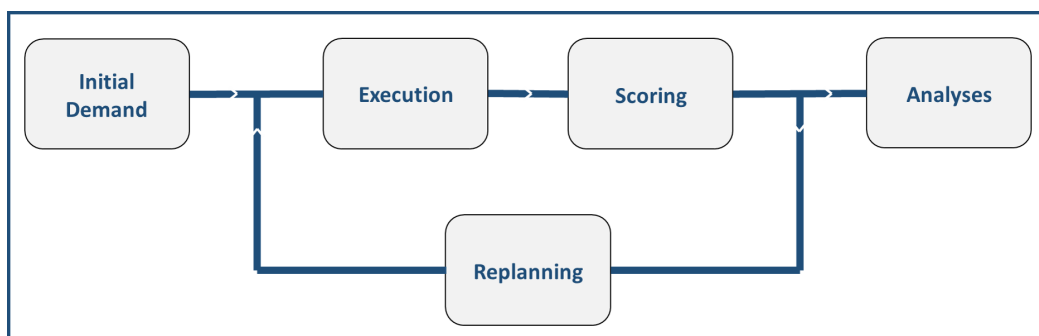 Initial
Demand
Execution
Scoring
Analyses
Replanning